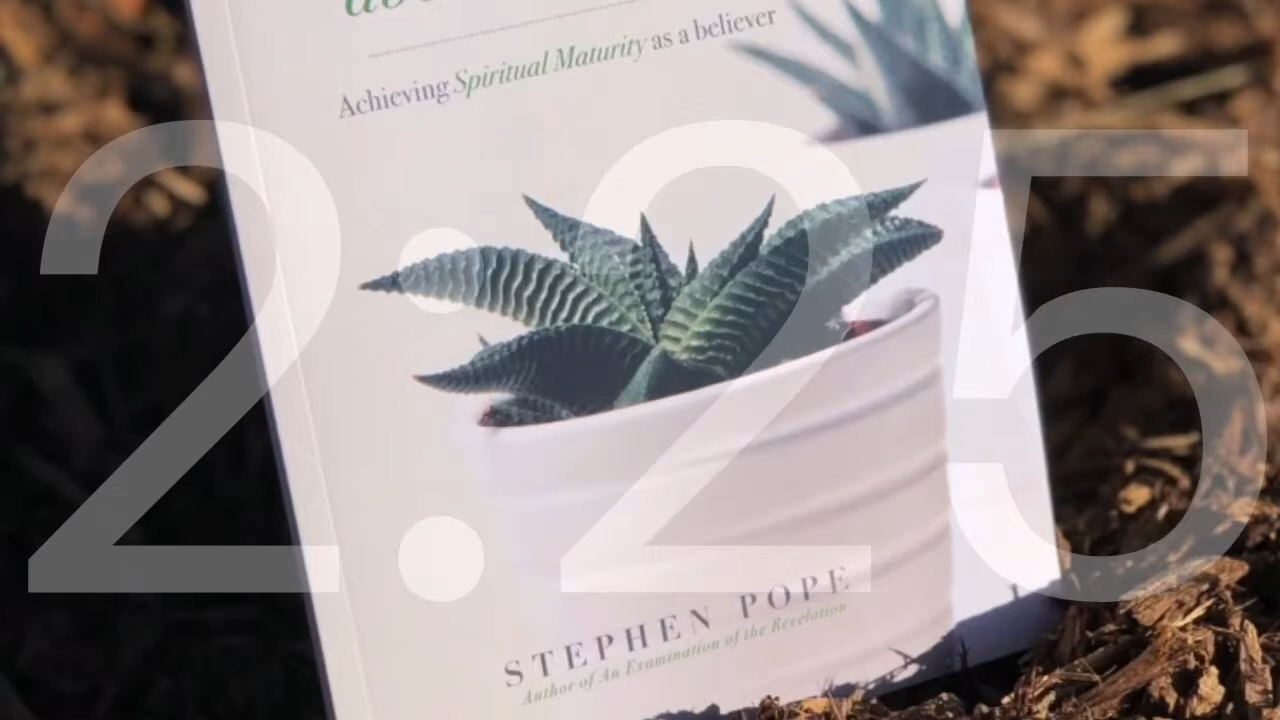 Achieving Spiritual Maturity as a believer
2:25
STEPHEN POPE
Author of An Examination of the Revelation